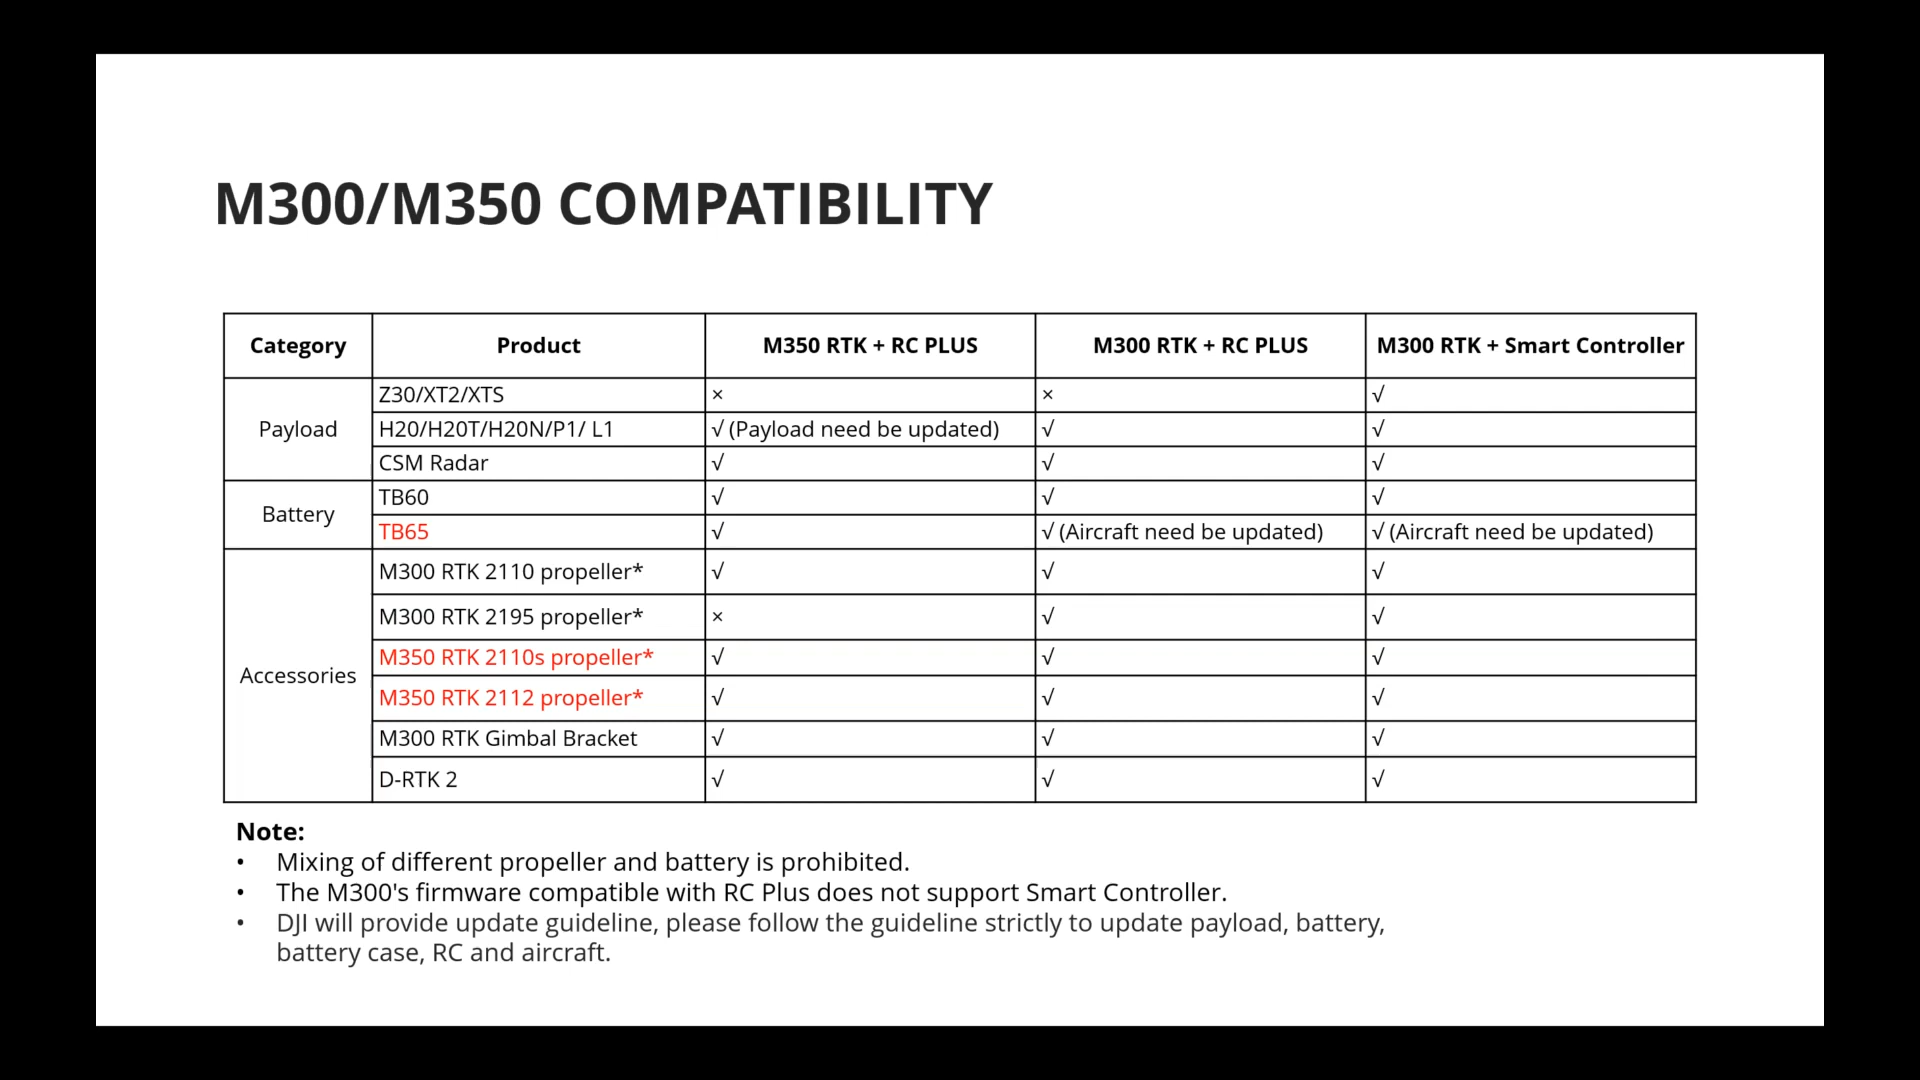 M300/M350 COMPATIBILITY
Category Product M350 RTK + RC PLUS M300 RTK + RC PLUS M300 RTK + Smart Controller
Payload
Z30/XT2/XTS × × √
H20/H20T/H20N/P1/ L1 √ (Payload need be updated) √ √
CSM Radar √ √ √
Battery
TB60 √ √ √
TB65 √ √ (Aircraft need be updated) √ (Aircraft need be updated)
Accessories
M300 RTK 2110 propeller* √ √ √
M300 RTK 2195 propeller* × √ √
M350 RTK 2110s propeller* √ √ √
M350 RTK 2112 propeller* √ √ √
M300 RTK Gimbal Bracket √ √ √
D-RTK 2 √ √ √
Note:
• Mixing of different propeller and battery is prohibited.
• The M300's firmware compatible with RC Plus does not support Smart Controller.
• DJI will provide update guideline, please follow the guideline strictly to update payload, battery,
battery case, RC and aircraft.